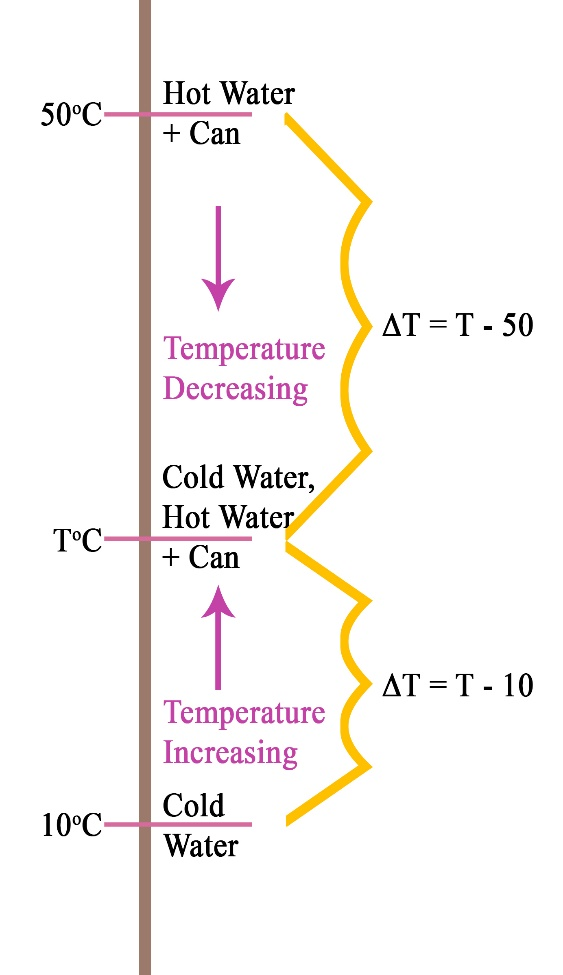 Hot Water
50°C
+ Can
ΔT = T - 50
Temperature
Decreasing
Cold Water,
Hot Water
T°C
+ Can
ΔT = T - 10
Temperature
Increasing
Cold
10°C
Water